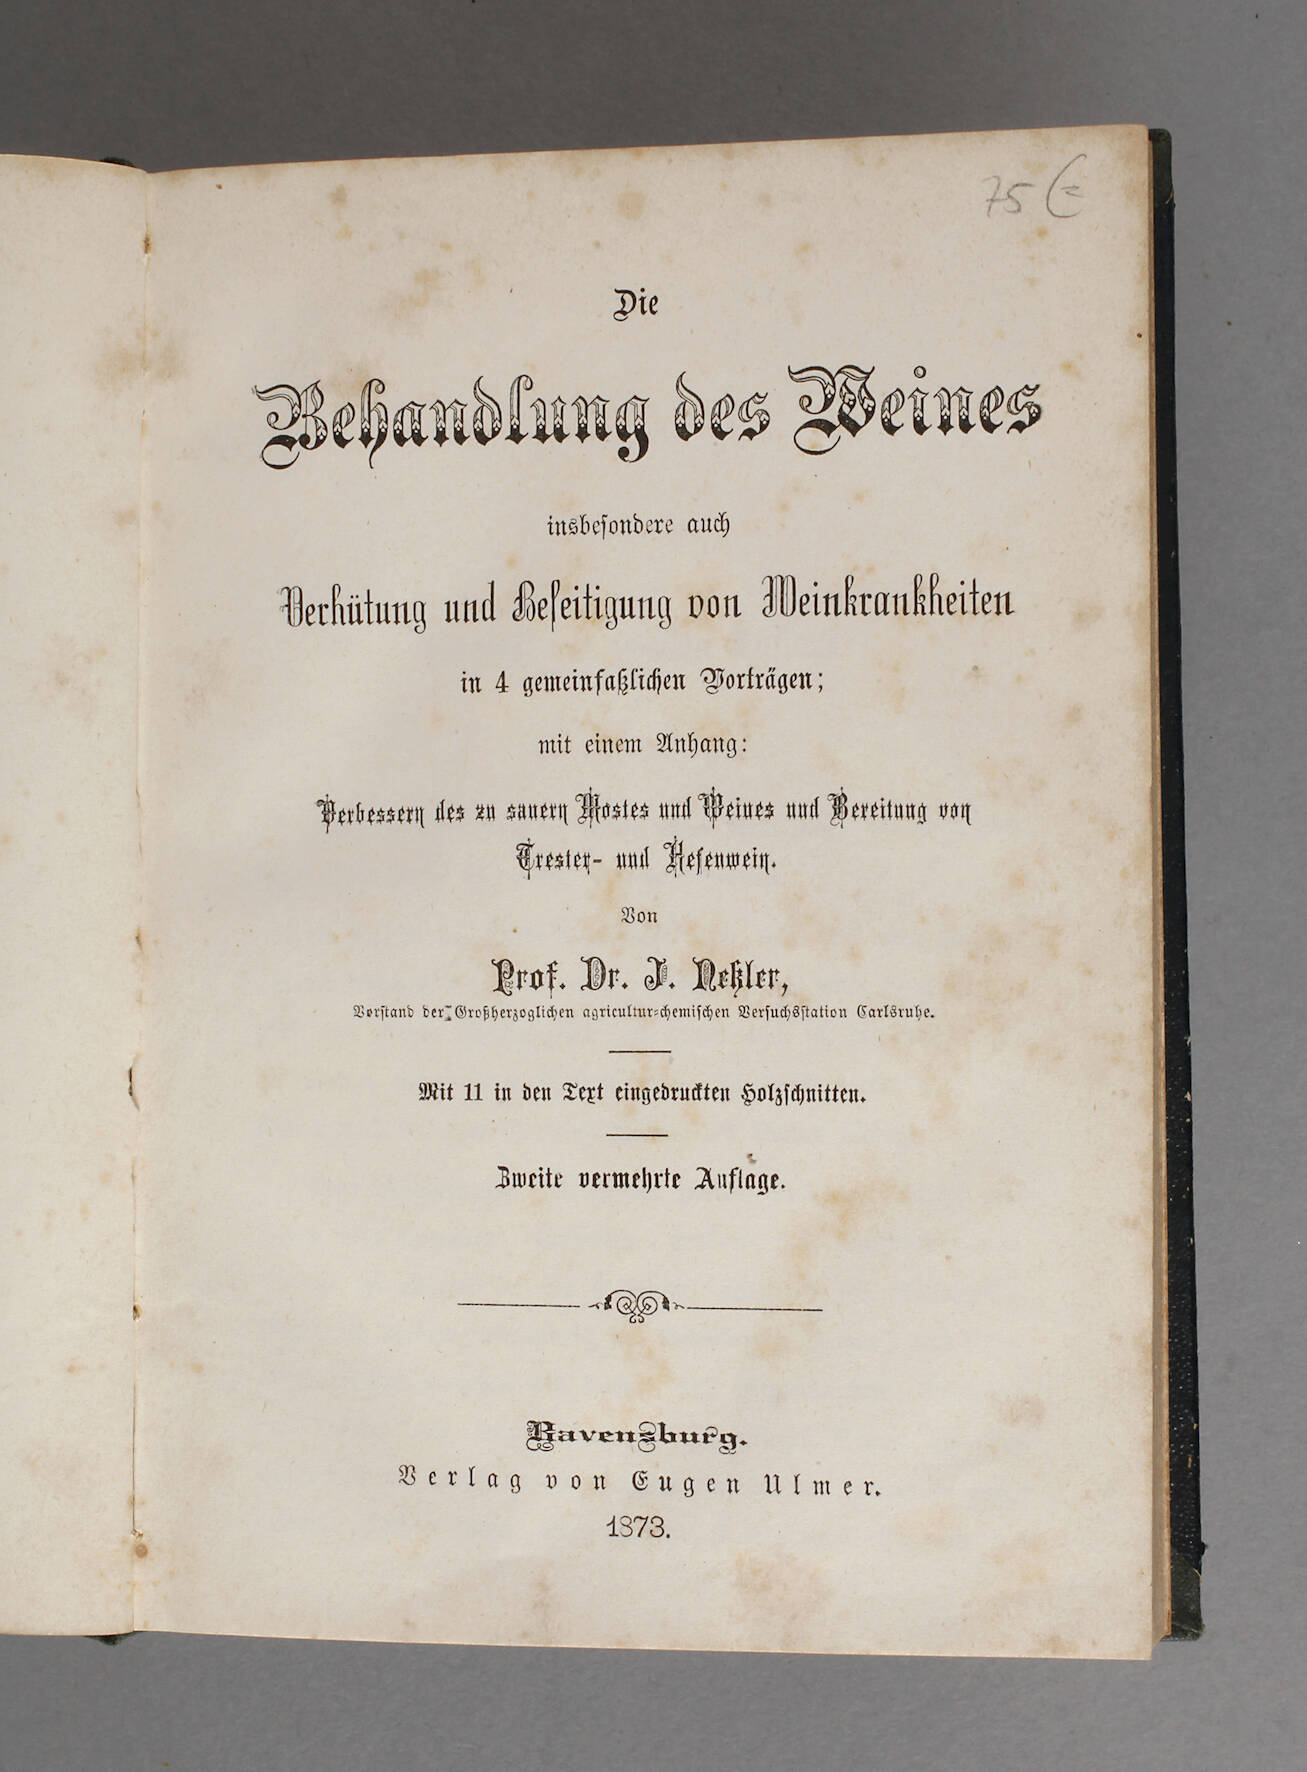 75 €
Die
Behandlung des Weines
insbesondere auch
Verhütung und Beseitigung von Weinkrankheiten
in 4 gemeinfaßlichen Vorträgen;
mit einem Anhang:
Verbessern des zu sauern Mostes und Weines und Bereitung von
Trester- und Hefenwein.
Von
Prof. Dr. J. Neßler,
Vorstand der Großherzoglichen agricultur-chemischen Versuchsstation Carlsruhe.
Mit 11 in den Text eingedruckten Holzschnitten.
Zweite vermehrte Auflage.
Ravensburg.
Verlag von Eugen Ulmer.
1873.